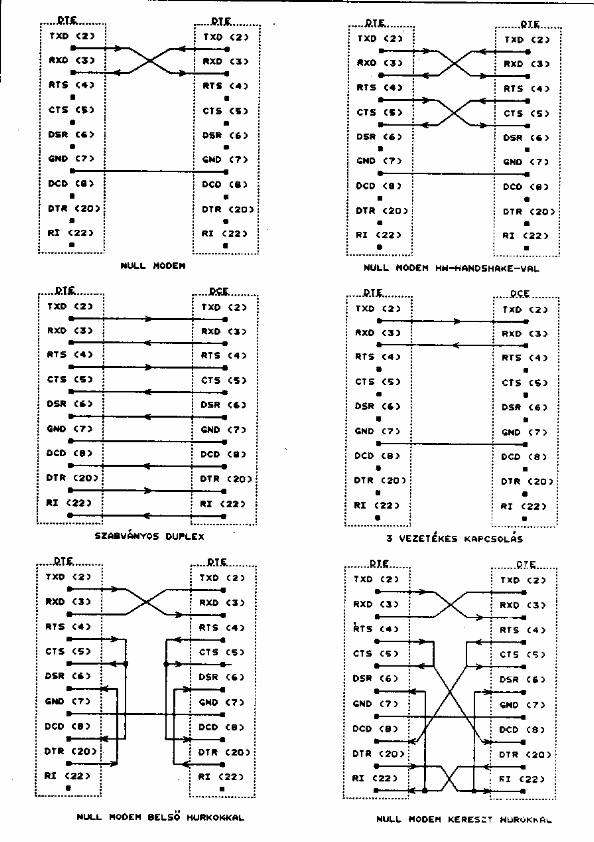 DTE DTE
TXD (2) TXD (2)
RXD (3) RXD (3)
RTS (4) RTS (4)
CTS (5) CTS (5)
DSR (6) DSR (6)
GND (7) GND (7)
DCD (8) DCD (8)
DTR (20) DTR (20)
RI (22) RI (22)
NULL MODEM
DTE DTE
TXD (2) TXD (2)
RXD (3) RXD (3)
RTS (4) RTS (4)
CTS (5) CTS (5)
DSR (6) DSR (6)
GND (7) GND (7)
DCD (8) DCD (8)
DTR (20) DTR (20)
RI (22) RI (22)
NULL MODEM HW-HANDSHAKE-VAL
DTE DCE
TXD (2) TXD (2)
RXD (3) RXD (3)
RTS (4) RTS (4)
CTS (5) CTS (5)
DSR (6) DSR (6)
GND (7) GND (7)
DCD (8) DCD (8)
DTR (20) DTR (20)
RI (22) RI (22)
SZABVÁNYOS DUPLEX
DTE DCE
TXD (2) TXD (2)
RXD (3) RXD (3)
RTS (4) RTS (4)
CTS (5) CTS (5)
DSR (6) DSR (6)
GND (7) GND (7)
DCD (8) DCD (8)
DTR (20) DTR (20)
RI (22) RI (22)
3 VEZETÉKES KAPCSOLÁS
DTE DTE
TXD (2) TXD (2)
RXD (3) RXD (3)
RTS (4) RTS (4)
CTS (5) CTS (5)
DSR (6) DSR (6)
GND (7) GND (7)
DCD (8) DCD (8)
DTR (20) DTR (20)
RI (22) RI (22)
NULL MODEM BELSŐ HURKOKKAL
DTE DTE
TXD (2) TXD (2)
RXD (3) RXD (3)
RTS (4) RTS (4)
CTS (5) CTS (5)
DSR (6) DSR (6)
GND (7) GND (7)
DCD (8) DCD (8)
DTR (20) DTR (20)
RI (22) RI (22)
NULL MODEM KERESZT HUROKKAL